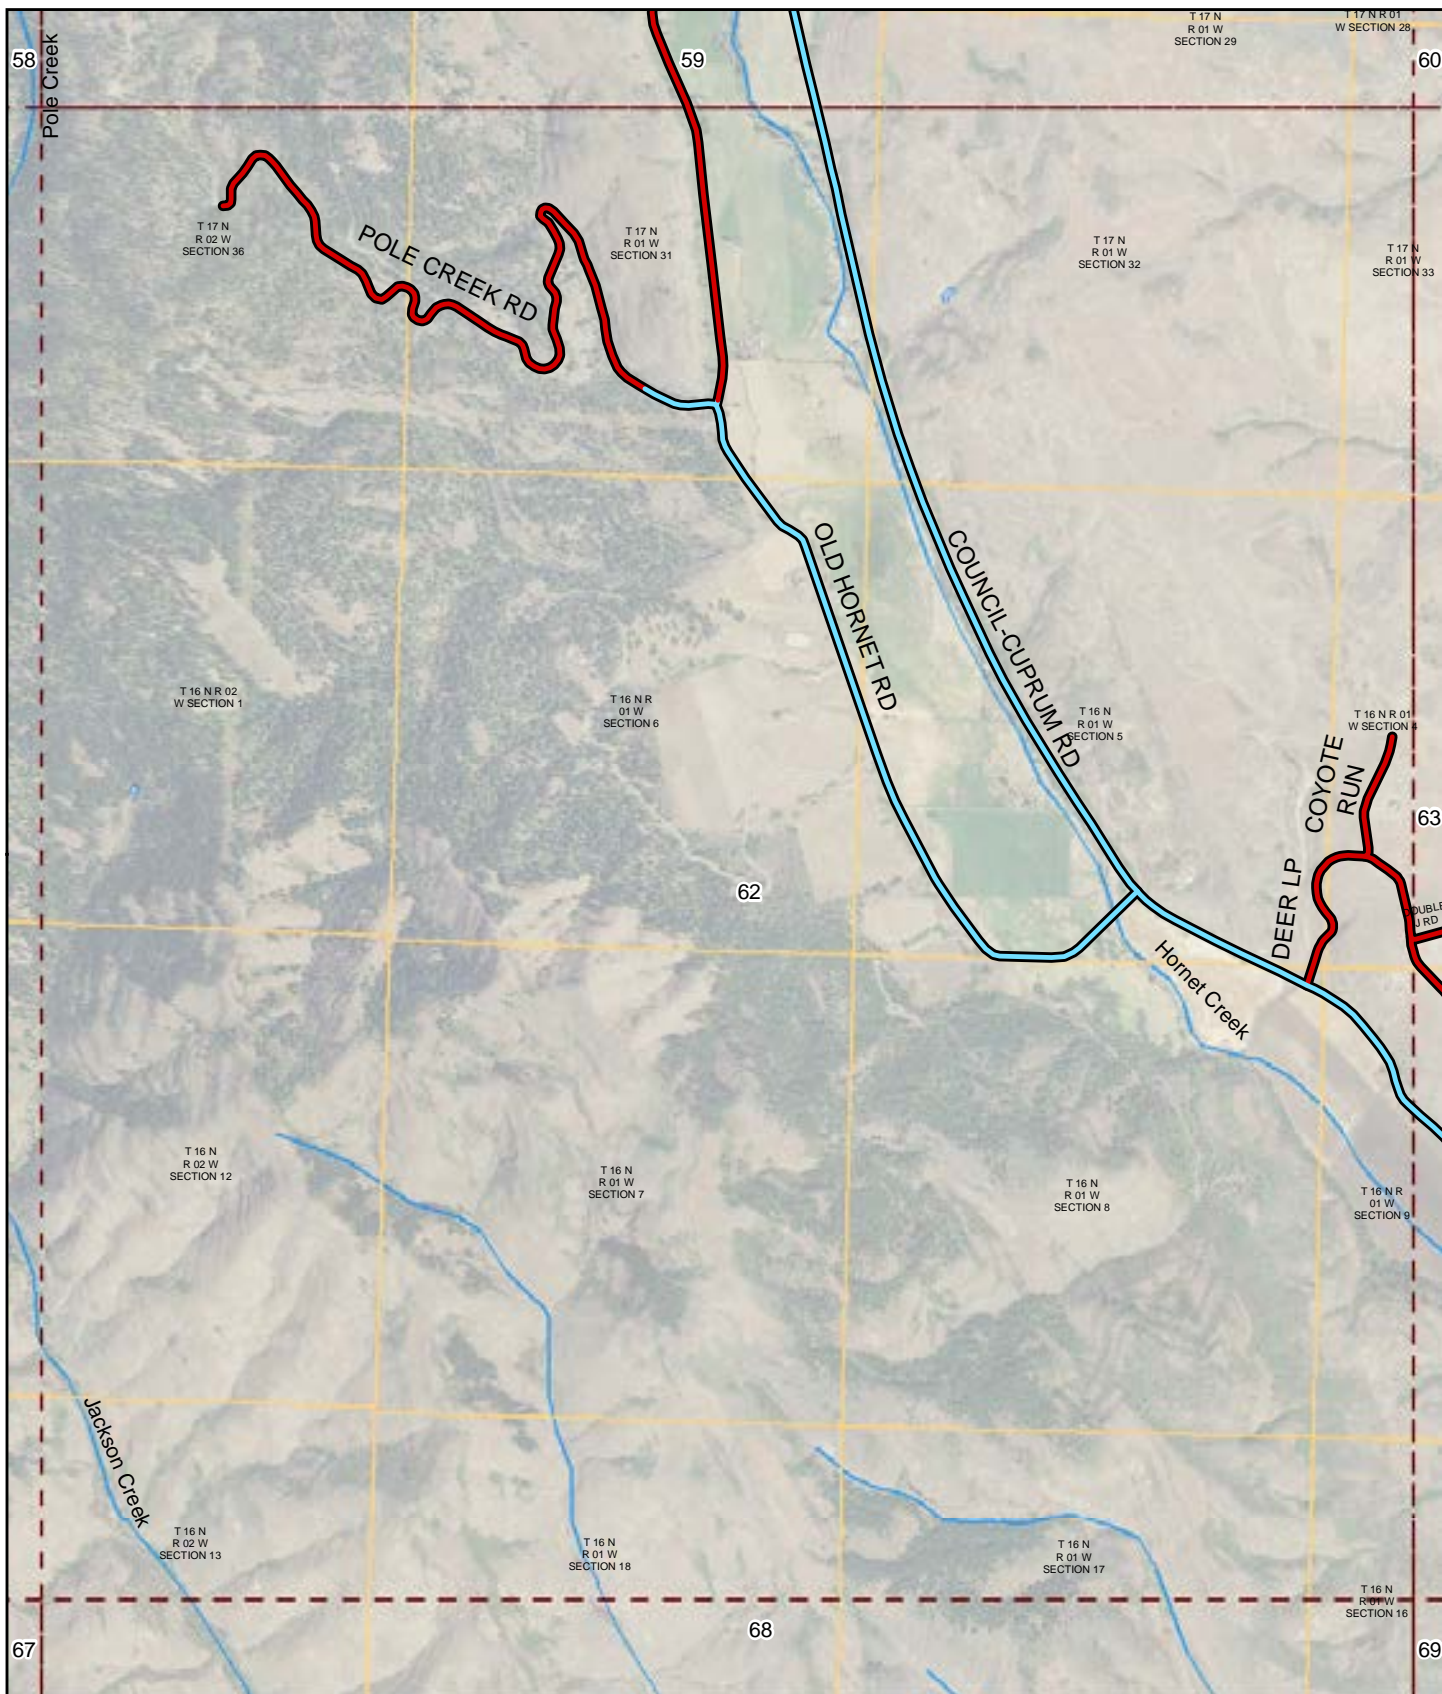 T 17 N
R 01 W
SECTION 29
T 17 N R 01
W SECTION 28
58
Pole Creek
59
60
T 17 N
R 02 W
SECTION 36
POLE CREEK RD
T 17 N
R 01 W
SECTION 31
T 17 N
R 01 W
SECTION 32
T 17 N
R 01 W
SECTION 33
OLD HORNET RD
COUNCIL-CUPRUM RD
T 16 N R 02
W SECTION 1
T 16 N R
01 W
SECTION 6
T 16 N
R 01 W
SECTION 5
T 16 N R 01
W SECTION 4
COYOTE
RUN
63
62
DEER LP
DOUBLE
J RD
Hornet Creek
T 16 N
R 02 W
SECTION 12
T 16 N
R 01 W
SECTION 7
T 16 N
R 01 W
SECTION 8
T 16 N R
01 W
SECTION 9
Jackson Creek
T 16 N
R 02 W
SECTION 13
T 16 N
R 01 W
SECTION 18
T 16 N
R 01 W
SECTION 17
T 16 N
R 01 W
SECTION 16
67
68
69